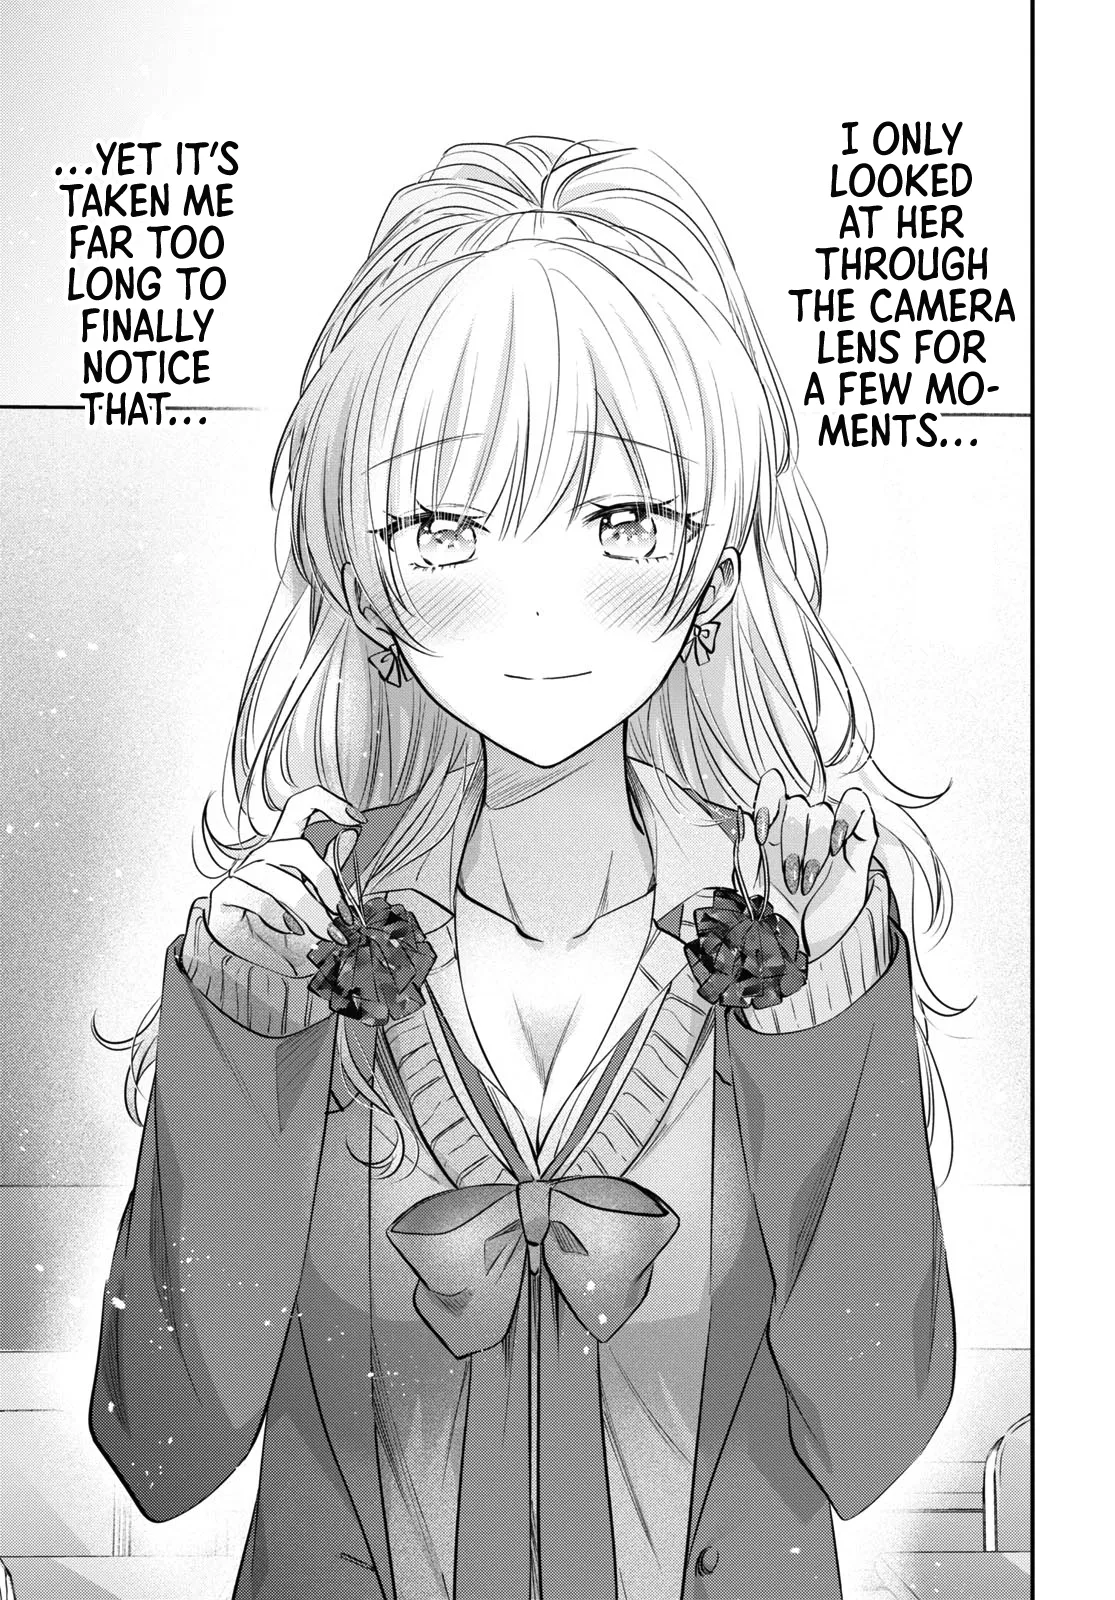 I ONLY
LOOKED
AT HER
THROUGH
THE CAMERA
LENS FOR
A FEW MO-
MENTS...
...YET IT'S
TAKEN ME
FAR TOO
LONG TO
FINALLY
NOTICE
THAT...